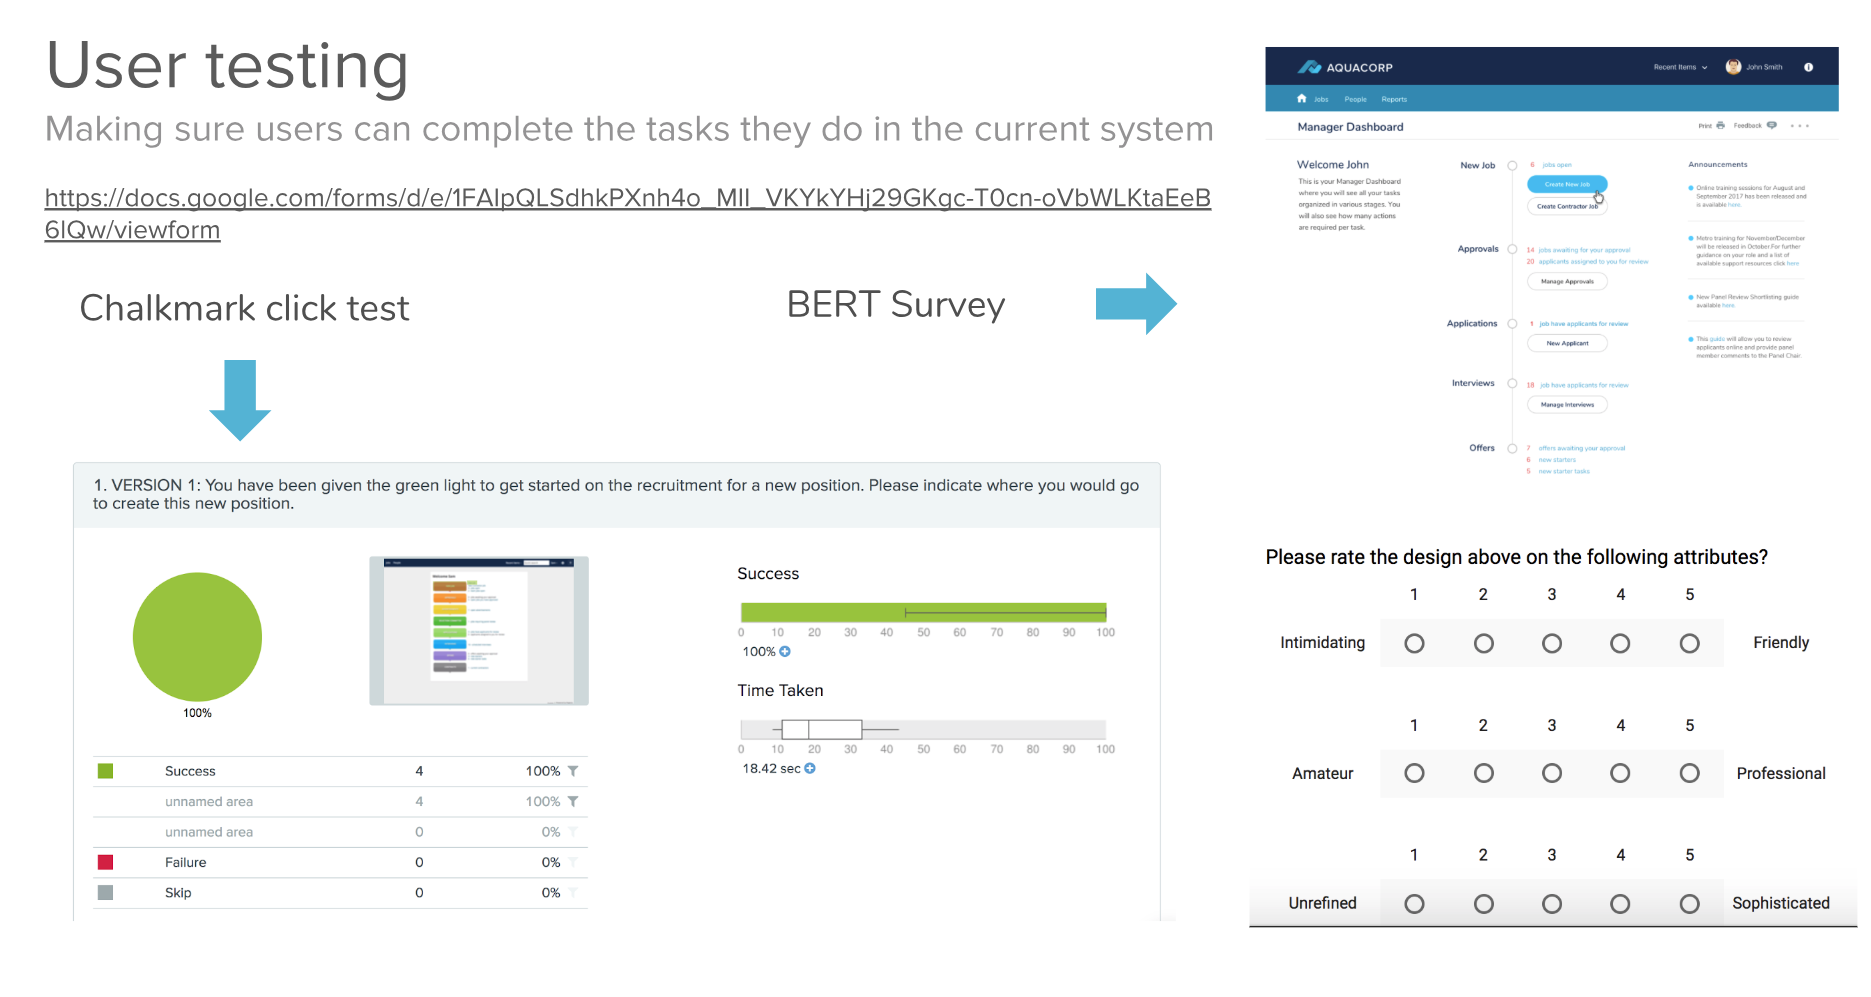 User testing
Making sure users can complete the tasks they do in the current system
https://docs.google.com/forms/d/e/1FAIpQLSdhkPXnh4o_MII_VKYkYHj29GKgc-T0cn-oVbWLKtaEeB
6IQw/viewform
Chalkmark click test
BERT Survey
1. VERSION 1: You have been given the green light to get started on the recruitment for a new position. Please indicate where you would go
to create this new position.
100%
Success 4 100%
unnamed area 4 100%
unnamed area 0 0%
Failure 0 0%
Skip 0 0%
Success
0 10 20 30 40 50 60 70 80 90 100
100%
Time Taken
0 10 20 30 40 50 60 70 80 90 100
18.42 sec
AQUACORP
Recent Items John Smith
Jobs People Reports
Manager Dashboard
Print Feedback
Welcome John
This is your Manager Dashboard
where you will see all your tasks
organized in various stages. You
will also see how many actions
are required per task.
New Job
6 jobs open
Create New Job
Create Contractor Job
Approvals
14 jobs awaiting for your approval
20 applicants assigned to you for review
Manage Approvals
Applications
1 job have applicants for review
New Applicant
Interviews
18 job have applicants for review
Manage Interviews
Offers
7 offers awaiting your approval
6 new starters
5 new starter tasks
Announcements
Online training sessions for August and
September 2017 has been released and
is available here.
Metro training for November/December
will be released in October.For further
guidance on your role and a list of
available support resources click here
New Panel Review Shortlisting guide
available here.
This guide will allow you to review
applicants online and provide panel
member comments to the Panel Chair.
Please rate the design above on the following attributes?
1 2 3 4 5
Intimidating Friendly
1 2 3 4 5
Amateur Professional
1 2 3 4 5
Unrefined Sophisticated